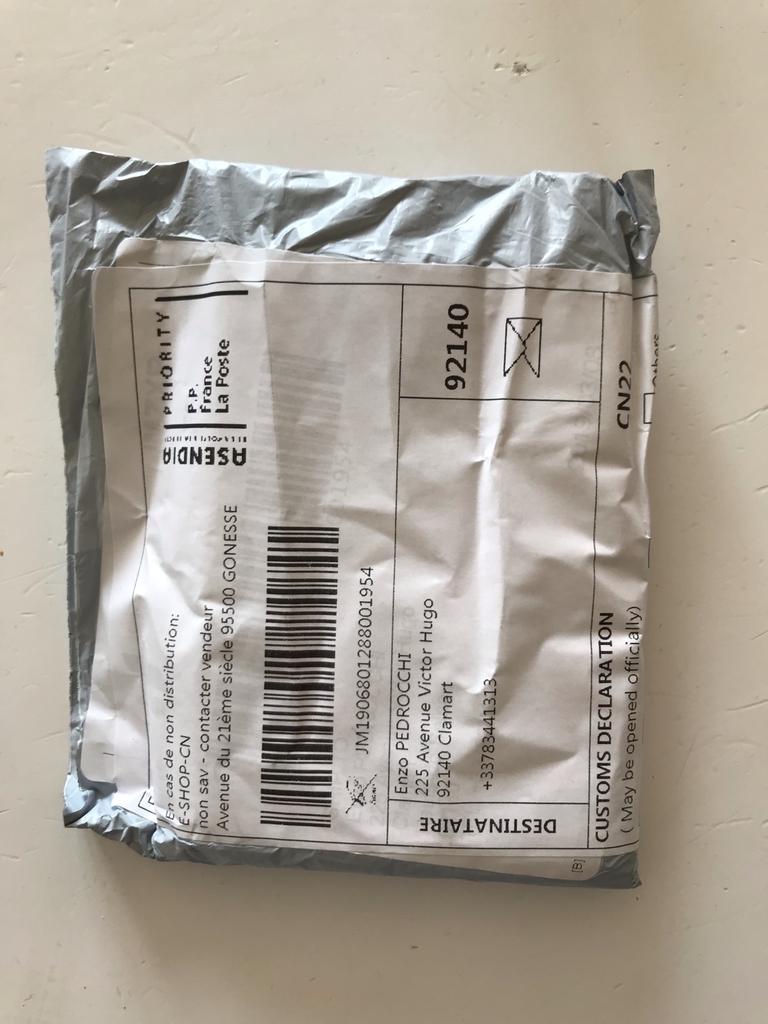 En cas de non distribution:
E-SHOP-CN
non sav - contacter vendeur
Avenue du 21ème siècle 95500 GONESSE
ASENDIA
PRIORITY
P.P.
France
La Poste
JM1906801288001954
DESTINATAIRE
Enzo PEDROCCHI
225 Avenue Victor Hugo
92140 Clamart
+33783441313
92140
CUSTOMS DECLARATION
CN22
( May be opened officially)
Others
[B]